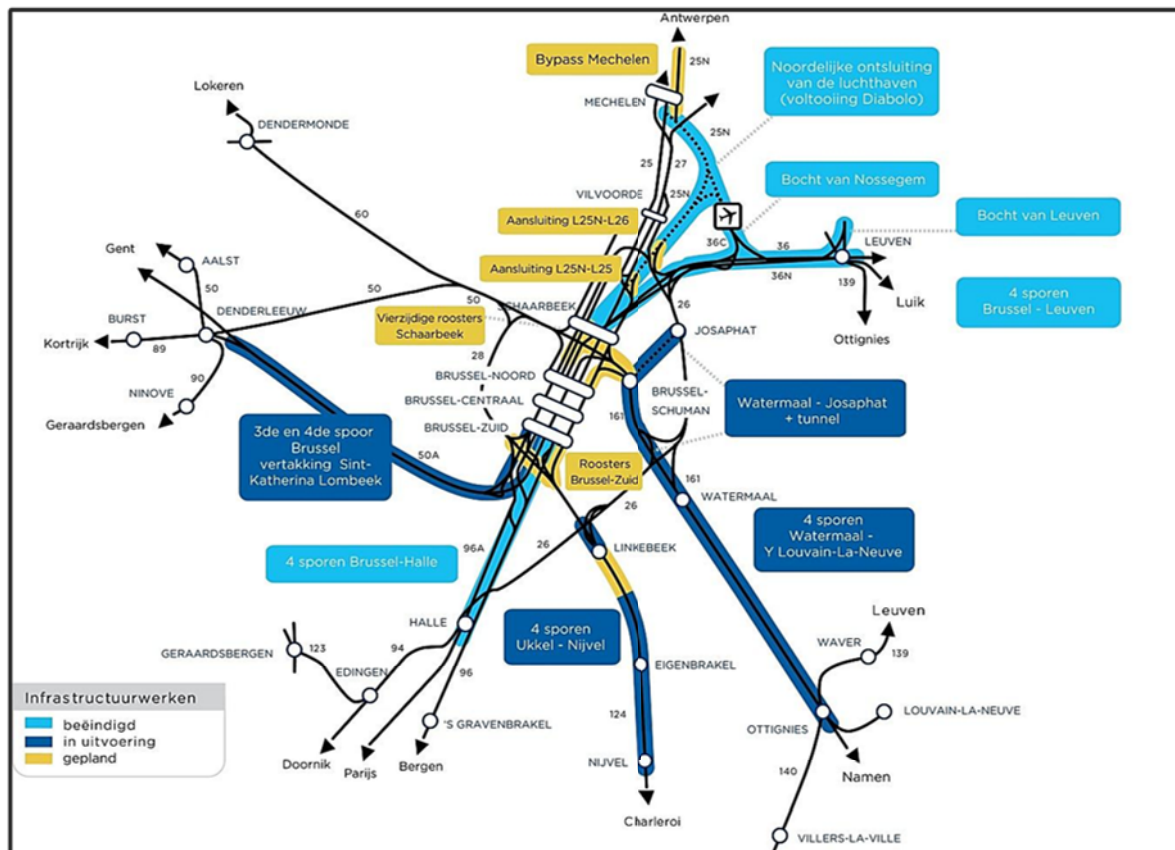 Antwerpen
Bypass Mechelen
25N
Noordelijke ontsluiting
van de luchthaven
(voltooiing Diabolo)
Lokeren
MECHELEN
DENDERMONDE
25N
25
27
Bocht van Nossegem
VILVOORDE
25N
60
Aansluiting L25N-L26
Bocht van Leuven
Gent
36C
36
LEUVEN
AALST
Aansluiting L25N-L25
36N
139
50
50
50
SCHAARBEEK
26
Luik
4 sporen
Brussel - Leuven
BURST
DENDERLEEUW
Vierzijdige roosters
Schaarbeek
JOSAPHAT
Ottignies
Kortrijk
89
28
90
BRUSSEL-NOORD
NINOVE
BRUSSEL-CENTRAAL
161
BRUSSEL-
SCHUMAN
Watermaal - Josaphat
+ tunnel
Geraardsbergen
BRUSSEL-ZUID
3de en 4de spoor
Brussel
vertakking Sint-
Katherina Lombeek
50A
Roosters
Brussel-Zuid
161
WATERMAAL
26
4 sporen
Watermaal -
Y Louvain-La-Neuve
96A
26
LINKEBEEK
4 sporen Brussel-Halle
HALLE
4 sporen
Ukkel - Nijvel
Leuven
WAVER
139
GERAARDSBERGEN
123
94
EDINGEN
96
EIGENBRAKEL
Infrastructuurwerken
beëindigd
in uitvoering
gepland
'S GRAVENBRAKEL
124
OTTIGNIES
LOUVAIN-LA-NEUVE
Doornik
Parijs
Bergen
NIJVEL
140
Namen
Charleroi
VILLERS-LA-VILLE